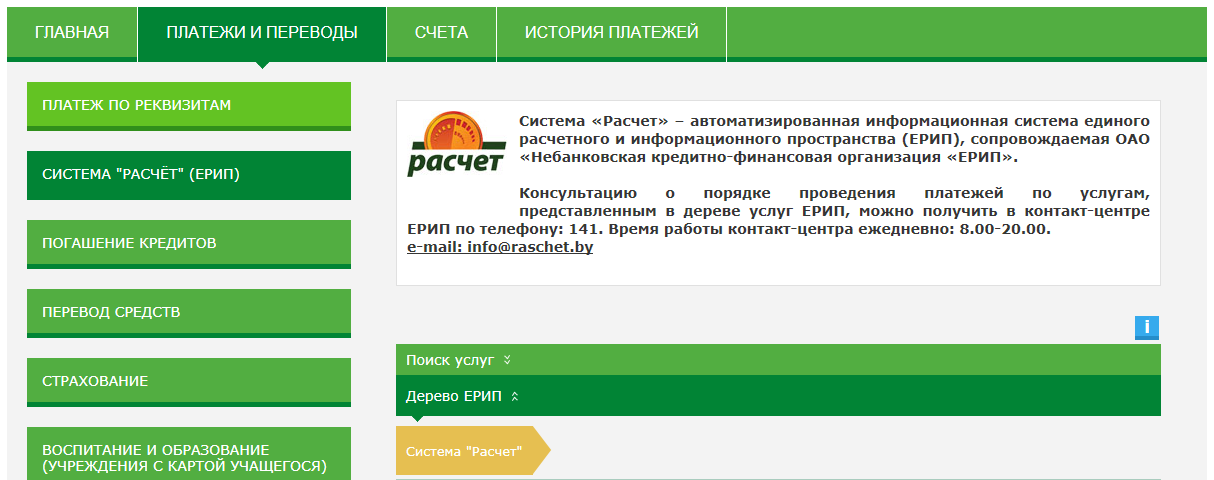 ГЛАВНАЯ
ПЛАТЕЖИ И ПЕРЕВОДЫ
СЧЕТА
ИСТОРИЯ ПЛАТЕЖЕЙ
ПЛАТЕЖ ПО РЕКВИЗИТАМ
СИСТЕМА "РАСЧЁТ" (ЕРИП)
ПОГАШЕНИЕ КРЕДИТОВ
ПЕРЕВОД СРЕДСТВ
СТРАХОВАНИЕ
ВОСПИТАНИЕ И ОБРАЗОВАНИЕ
(УЧРЕЖДЕНИЯ С КАРТОЙ УЧАЩЕГОСЯ)
расчет
Система «Расчет» – автоматизированная информационная система единого
расчетного и информационного пространства (ЕРИП), сопровождаемая ОАО
«Небанковская кредитно-финансовая организация «ЕРИП».
Консультацию о порядке проведения платежей по услугам,
представленным в дереве услуг ЕРИП, можно получить в контакт-центре
ЕРИП по телефону: 141. Время работы контакт-центра ежедневно: 8.00-20.00.
e-mail: info@raschet.by
i
Поиск услуг
Дерево ЕРИП
Система "Расчет"